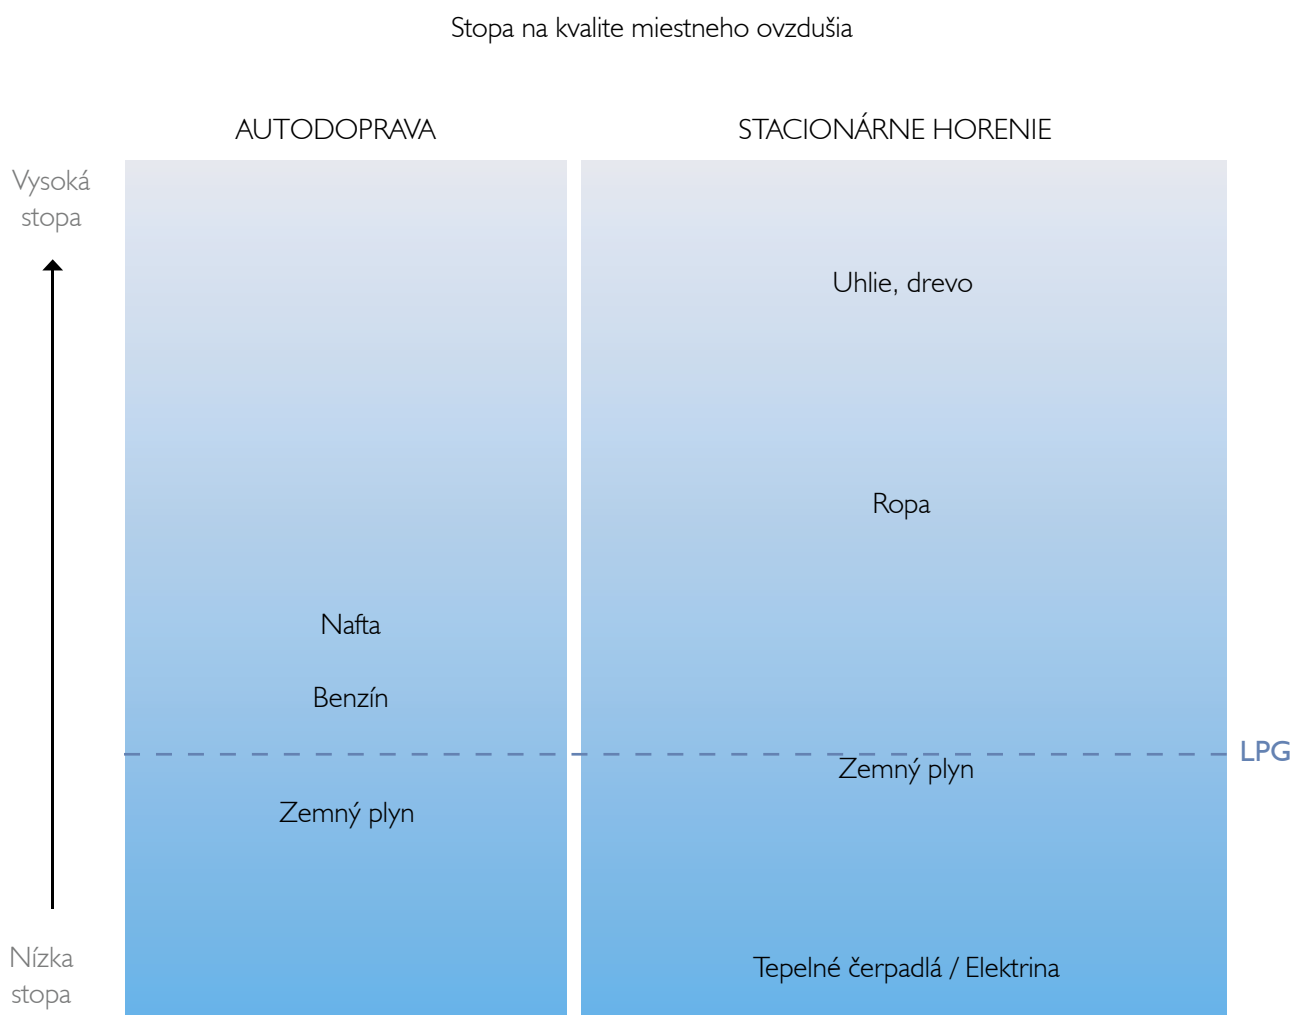 Stopa na kvalite miestneho ovzdušia
AUTODOPRAVA
STACIONÁRNE HORENIE
Vysoká
stopa
Uhlie, drevo
Ropa
Nafta
Benzín
LPG
Zemný plyn
Zemný plyn
Nízka
stopa
Tepelné čerpadlá / Elektrina